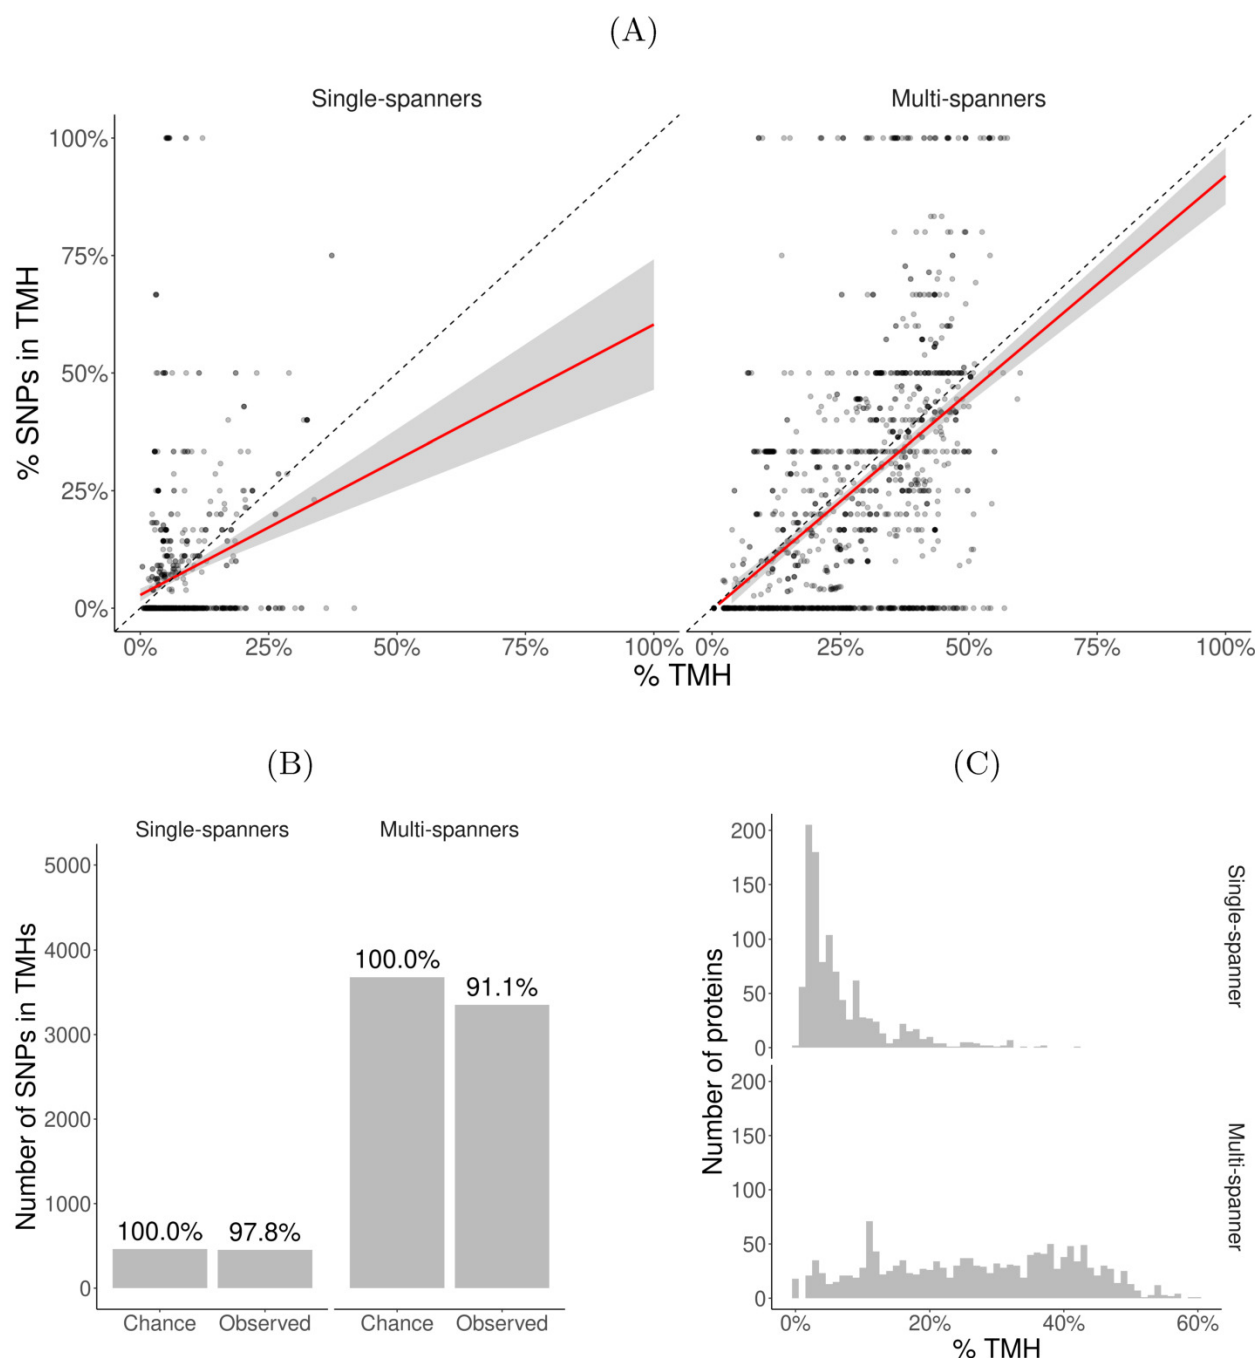 (A)
Single-spanners
Multi-spanners
% SNPs in TMH
100%
75%
50%
25%
0%
0%
25%
50%
75%
100%
0%
25%
50%
75%
100%
% TMH
(B)
Single-spanners
Multi-spanners
Number of SNPs in TMHs
5000
4000
3000
2000
1000
0
100.0%
97.8%
100.0%
91.1%
Chance
Observed
Chance
Observed
(C)
Number of proteins
200
150
100
50
0
Single-spanner
200
150
100
50
0
Multi-spanner
0%
20%
40%
60%
% TMH